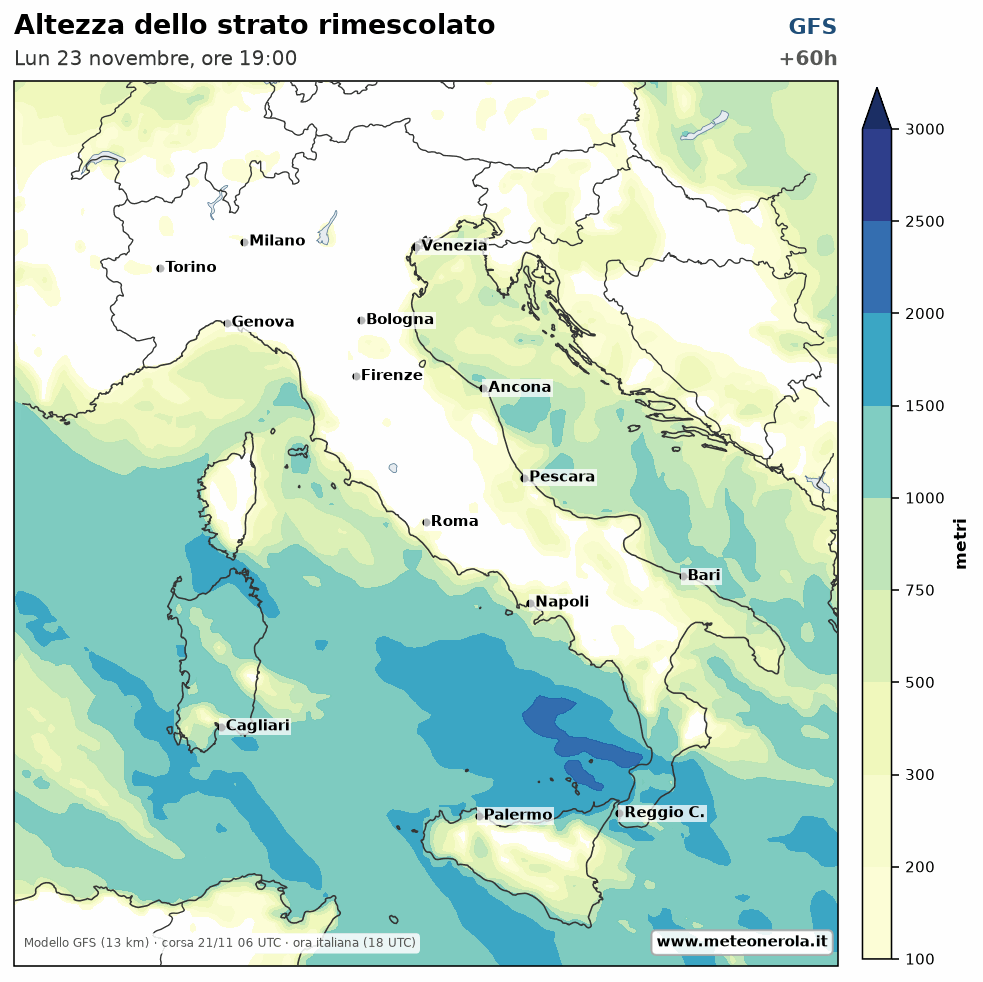 Altezza dello strato rimescolato
GFS
Lun 23 novembre, ore 19:00
+60h
Milano
Venezia
Torino
Genova
Bologna
Firenze
Ancona
Pescara
Roma
Bari
Napoli
Cagliari
Palermo
Reggio C.
3000
2500
2000
1500
1000
750
500
300
200
100
metri
Modello GFS (13 km) · corsa 21/11 06 UTC · ora italiana (18 UTC)
www.meteonerola.it